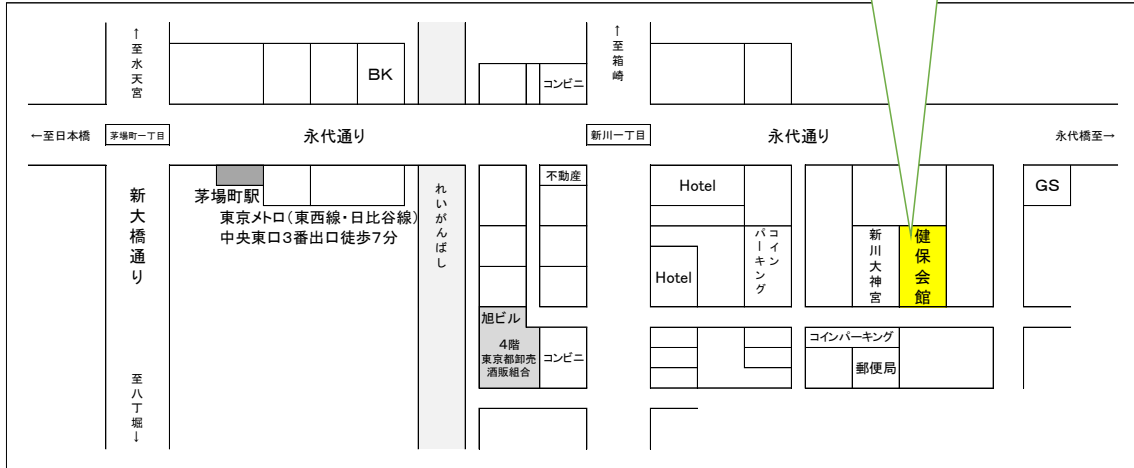 ↑至水天宮
BK
コンビニ
↑至箱崎
←至日本橋
茅場町一丁目
永代通り
新川一丁目
永代通り
永代橋至→
新大橋通り
茅場町駅
東京メトロ(東西線・日比谷線)
中央東口3番出口徒歩7分
れいがんばし
不動産
Hotel
Hotel
コイン
パーキング
新川大神宮
健保会館
GS
旭ビル
4階
東京都卸売
酒販組合
コンビニ
コインパーキング
郵便局
至八丁堀↓